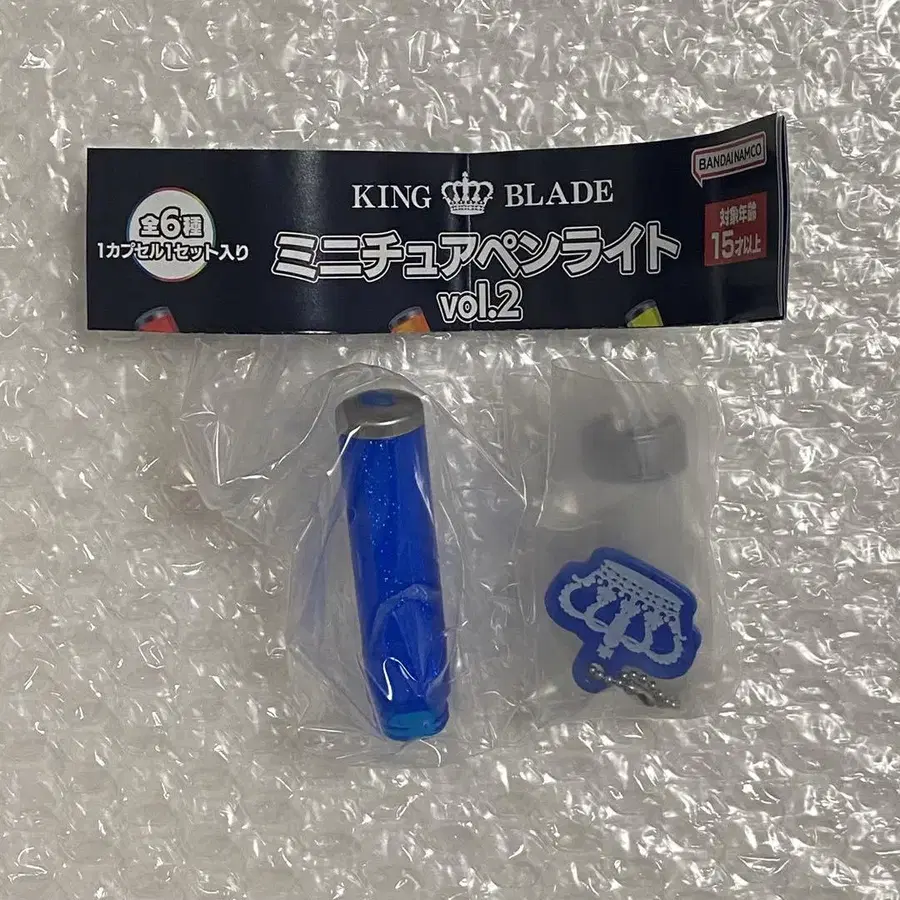 BANDAI NAMCO
KING BLADE
全6種
1カプセル1セット入り
ミニチュアペンライト
vol.2
対象年齢
15才以上